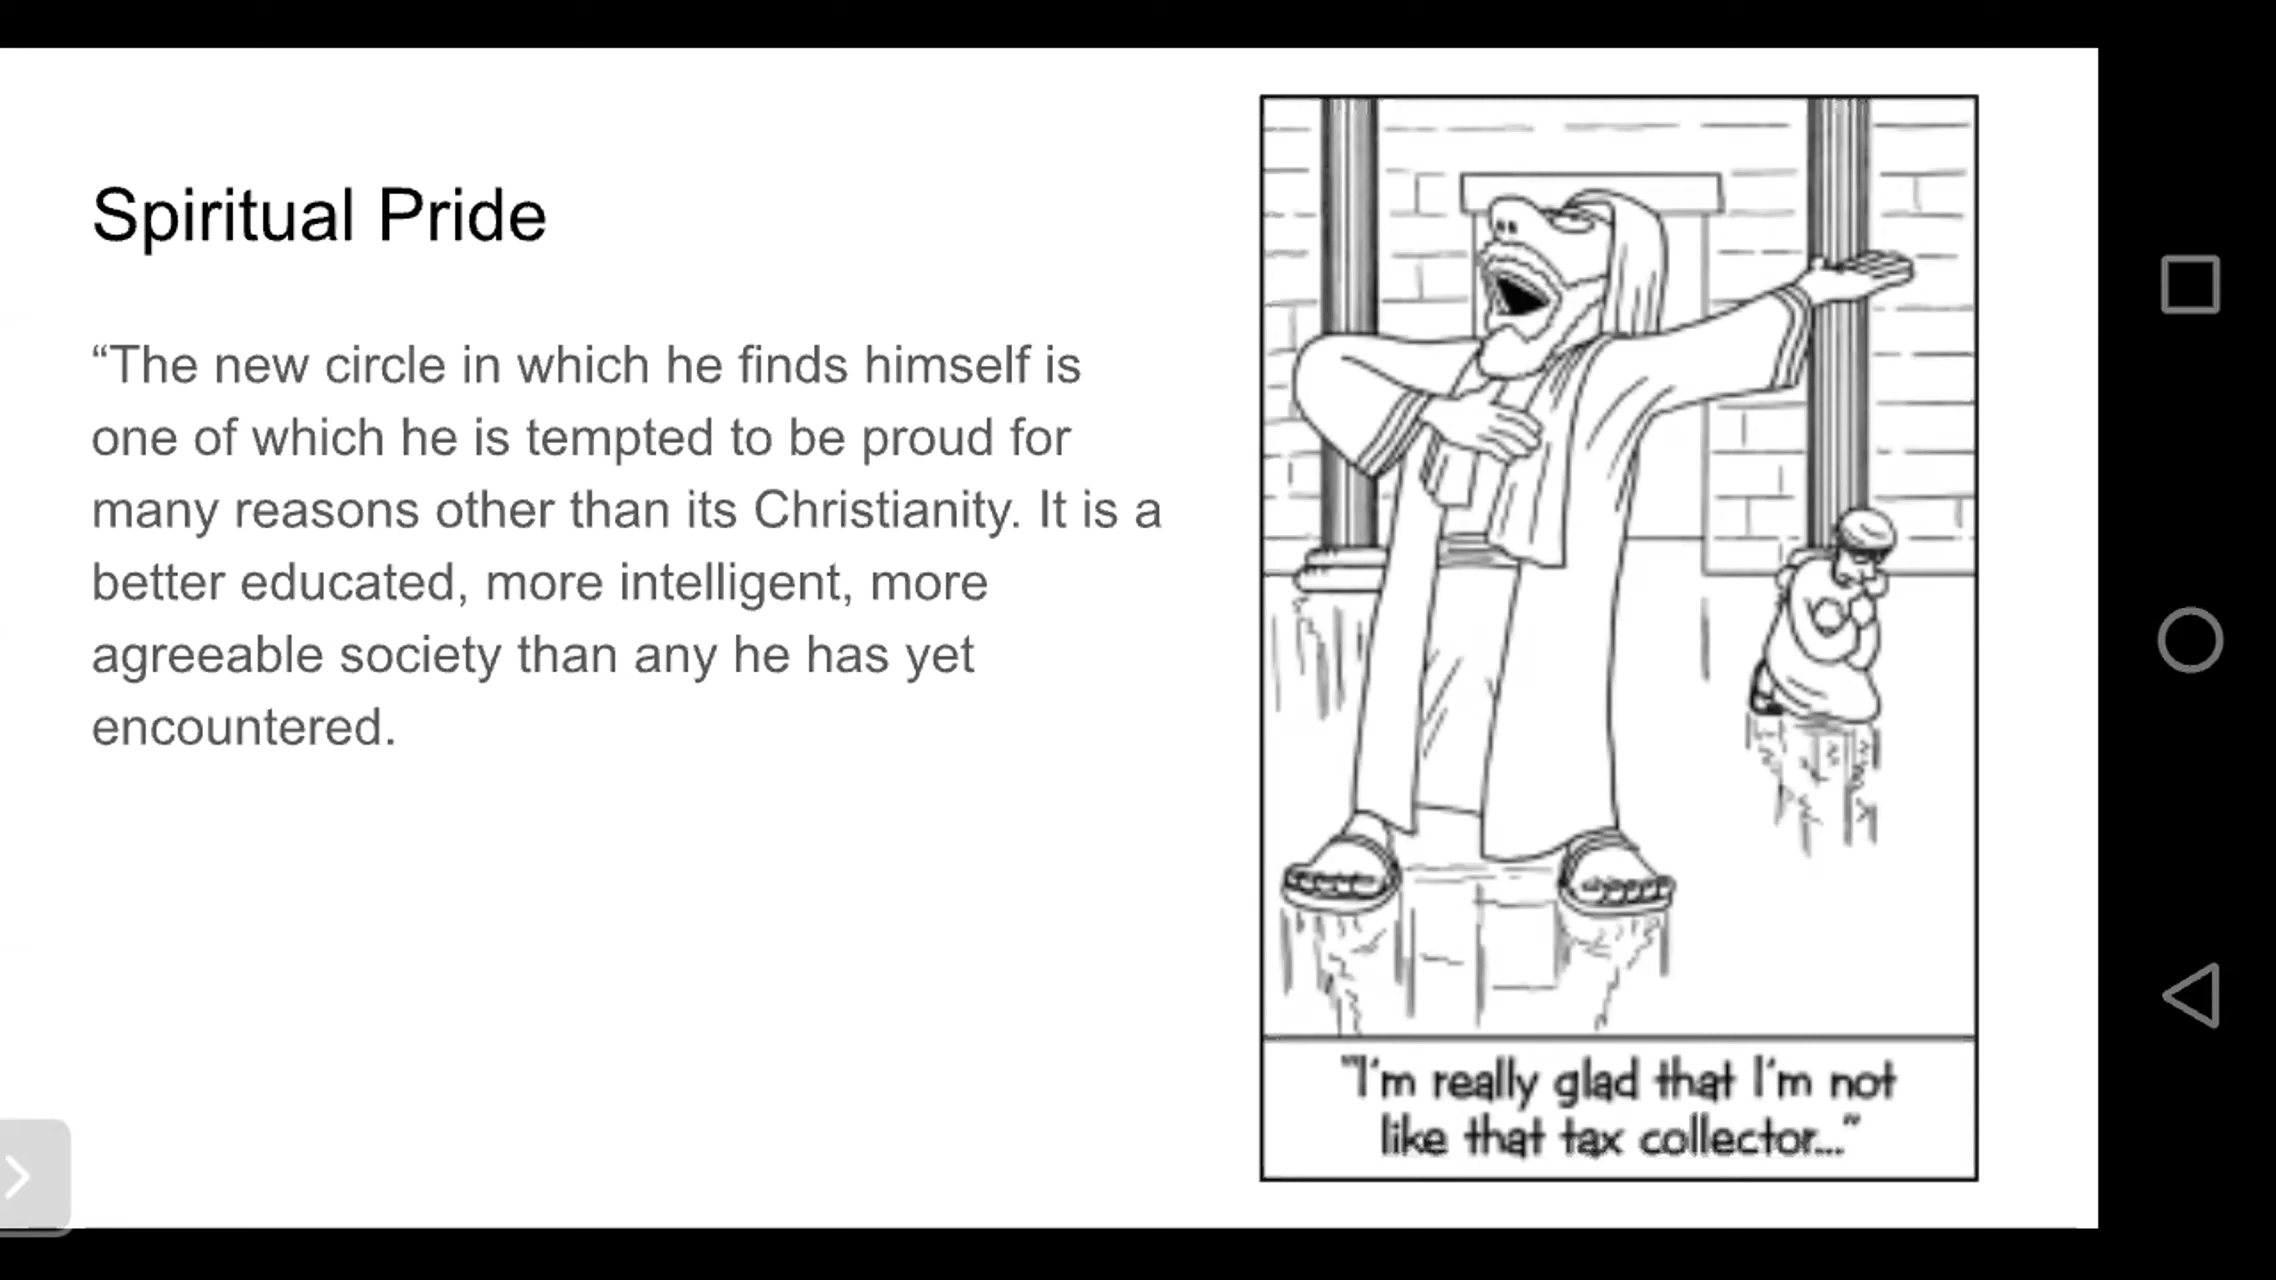 Spiritual Pride
“The new circle in which he finds himself is
one of which he is tempted to be proud for
many reasons other than its Christianity. It is a
better educated, more intelligent, more
agreeable society than any he has yet
encountered.
"I'm really glad that I'm not
like that tax collector..."